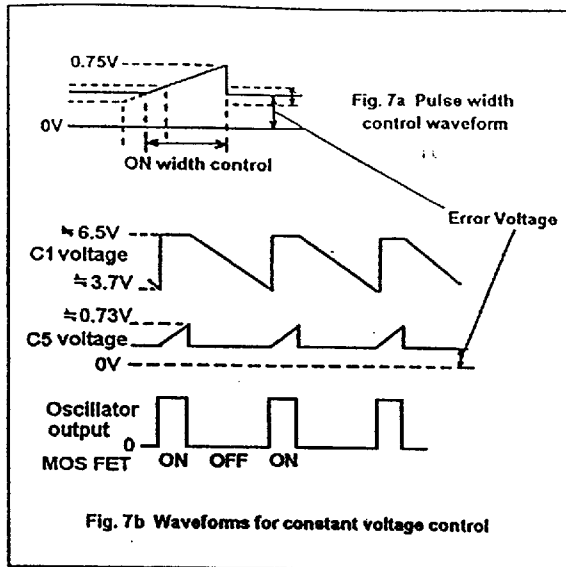 0.75V
0V
ON width control
Fig. 7a Pulse width
control waveform
Error Voltage
≒ 6.5V
C1 voltage
≒ 3.7V
≒ 0.73V
C5 voltage
0V
Oscillator
output
0
MOS FET ON OFF ON
Fig. 7b Waveforms for constant voltage control